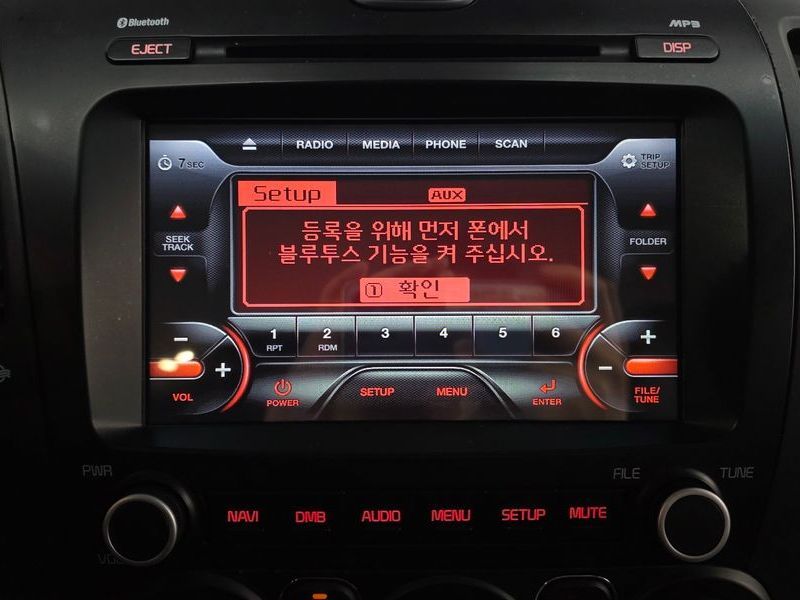 Bluetooth
MP3
EJECT
DISP
RADIO MEDIA PHONE SCAN
7 SEC
TRIP
SETUP
Setup
AUX
SEEK
TRACK
FOLDER
등록을 위해 먼저 폰에서
블루투스 기능을 켜 주십시오.
1 확인
1 2 3 4 5 6
RPT RDM
− +
− +
VOL
POWER
SETUP MENU
ENTER
FILE/
TUNE
PWR
FILE TUNE
NAVI DMB AUDIO MENU SETUP MUTE